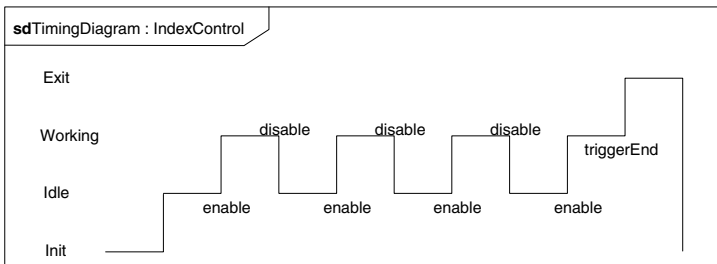 sdTimingDiagram : IndexControl
Exit
Working
disable
disable
disable
triggerEnd
Idle
enable
enable
enable
enable
Init